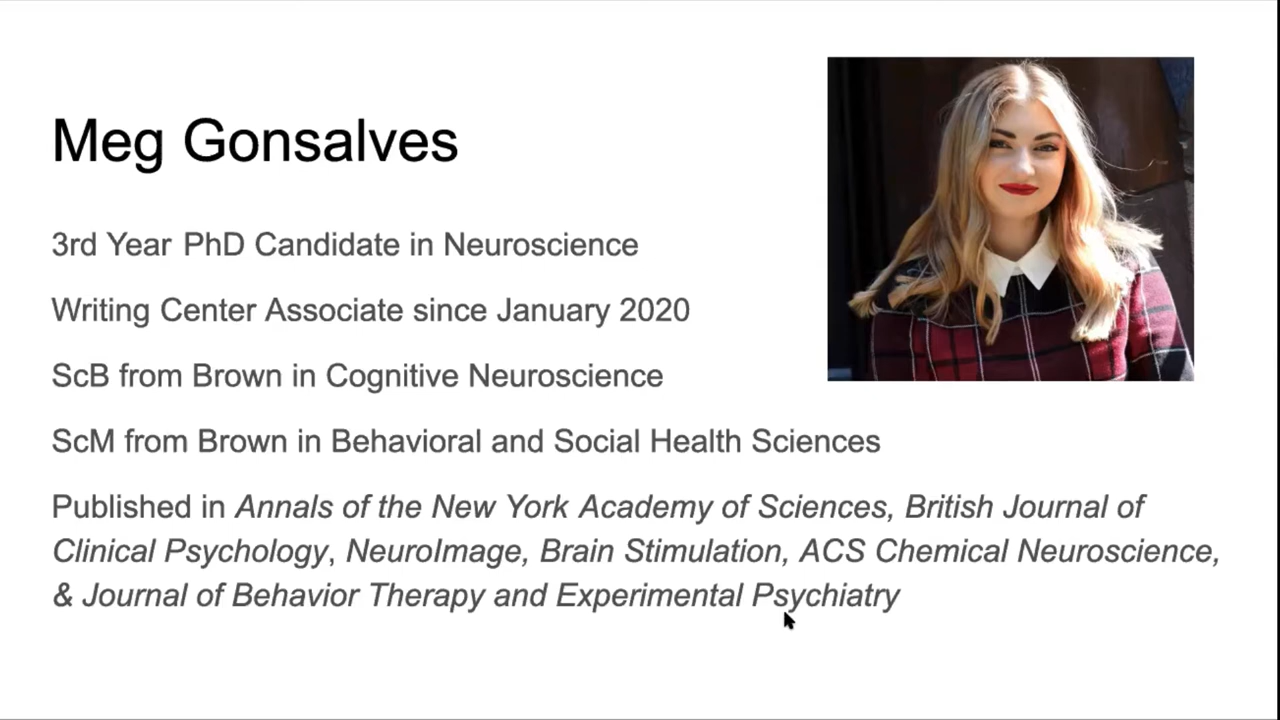 Meg Gonsalves
3rd Year PhD Candidate in Neuroscience
Writing Center Associate since January 2020
ScB from Brown in Cognitive Neuroscience
ScM from Brown in Behavioral and Social Health Sciences
Published in Annals of the New York Academy of Sciences, British Journal of
Clinical Psychology, NeuroImage, Brain Stimulation, ACS Chemical Neuroscience,
& Journal of Behavior Therapy and Experimental Psychiatry